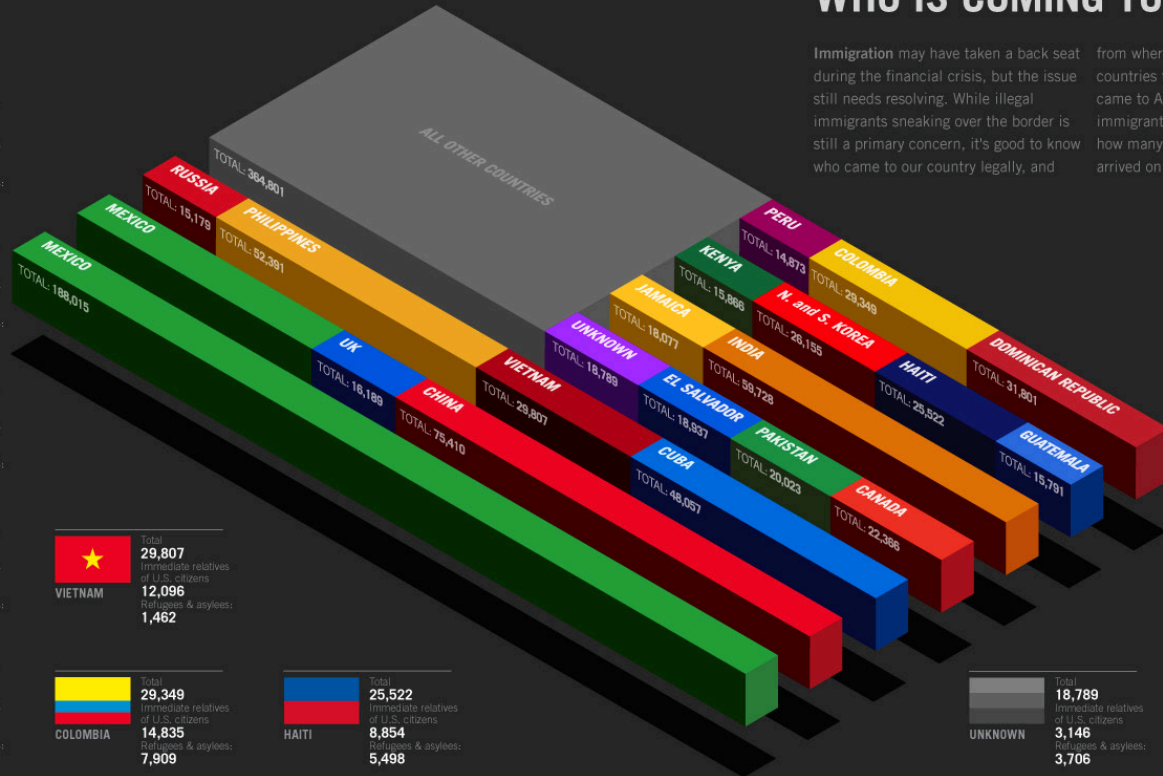 WHO IS COMING TO
Immigration may have taken a back seat
during the financial crisis, but the issue
still needs resolving. While illegal
immigrants sneaking over the border is
still a primary concern, it's good to know
who came to our country legally, and
from wher
countries
came to A
immigrant
how many
arrived on
ALL OTHER COUNTRIES
TOTAL: 364,801
RUSSIA
TOTAL: 15,179
PHILIPPINES
TOTAL: 52,391
MEXICO
MEXICO
TOTAL: 188,015
UK
TOTAL: 16,189
CHINA
TOTAL: 75,410
VIETNAM
TOTAL: 29,807
CUBA
TOTAL: 48,057
UNKNOWN
TOTAL: 18,789
EL SALVADOR
TOTAL: 18,937
PAKISTAN
TOTAL: 20,023
CANADA
TOTAL: 22,366
JAMAICA
TOTAL: 18,077
INDIA
TOTAL: 59,728
KENYA
TOTAL: 15,866
N. and S. KOREA
TOTAL: 26,155
HAITI
TOTAL: 25,522
GUATEMALA
TOTAL: 15,791
PERU
TOTAL: 14,873
COLOMBIA
TOTAL: 29,349
DOMINICAN REPUBLIC
TOTAL: 31,801
VIETNAM
Total
29,807
Immediate relatives
of U.S. citizens
12,096
Refugees & asylees:
1,462
COLOMBIA
Total
29,349
Immediate relatives
of U.S. citizens
14,835
Refugees & asylees:
7,909
HAITI
Total
25,522
Immediate relatives
of U.S. citizens
8,854
Refugees & asylees:
5,498
UNKNOWN
Total
18,789
Immediate relatives
of U.S. citizens
3,146
Refugees & asylees:
3,706